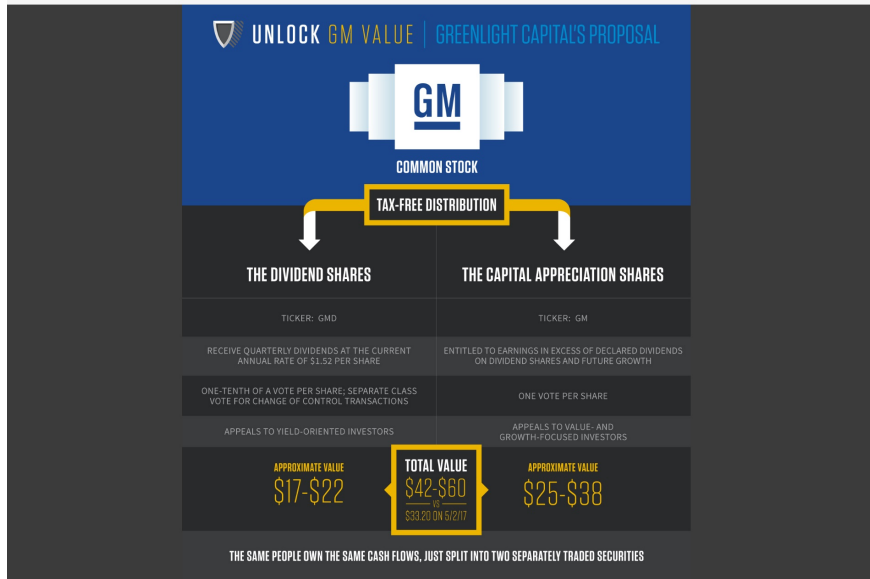 UNLOCK GM VALUE | GREENLIGHT CAPITAL'S PROPOSAL
GM
COMMON STOCK
TAX-FREE DISTRIBUTION
THE DIVIDEND SHARES
THE CAPITAL APPRECIATION SHARES
TICKER: GMD
TICKER: GM
RECEIVE QUARTERLY DIVIDENDS AT THE CURRENT
ANNUAL RATE OF $1.52 PER SHARE
ENTITLED TO EARNINGS IN EXCESS OF DECLARED DIVIDENDS
ON DIVIDEND SHARES AND FUTURE GROWTH
ONE-TENTH OF A VOTE PER SHARE; SEPARATE CLASS
VOTE FOR CHANGE OF CONTROL TRANSACTIONS
ONE VOTE PER SHARE
APPEALS TO YIELD-ORIENTED INVESTORS
APPEALS TO VALUE- AND
GROWTH-FOCUSED INVESTORS
APPROXIMATE VALUE
$17-$22
TOTAL VALUE
$42-$60
VS
$33.20 ON 5/2/17
APPROXIMATE VALUE
$25-$38
THE SAME PEOPLE OWN THE SAME CASH FLOWS, JUST SPLIT INTO TWO SEPARATELY TRADED SECURITIES